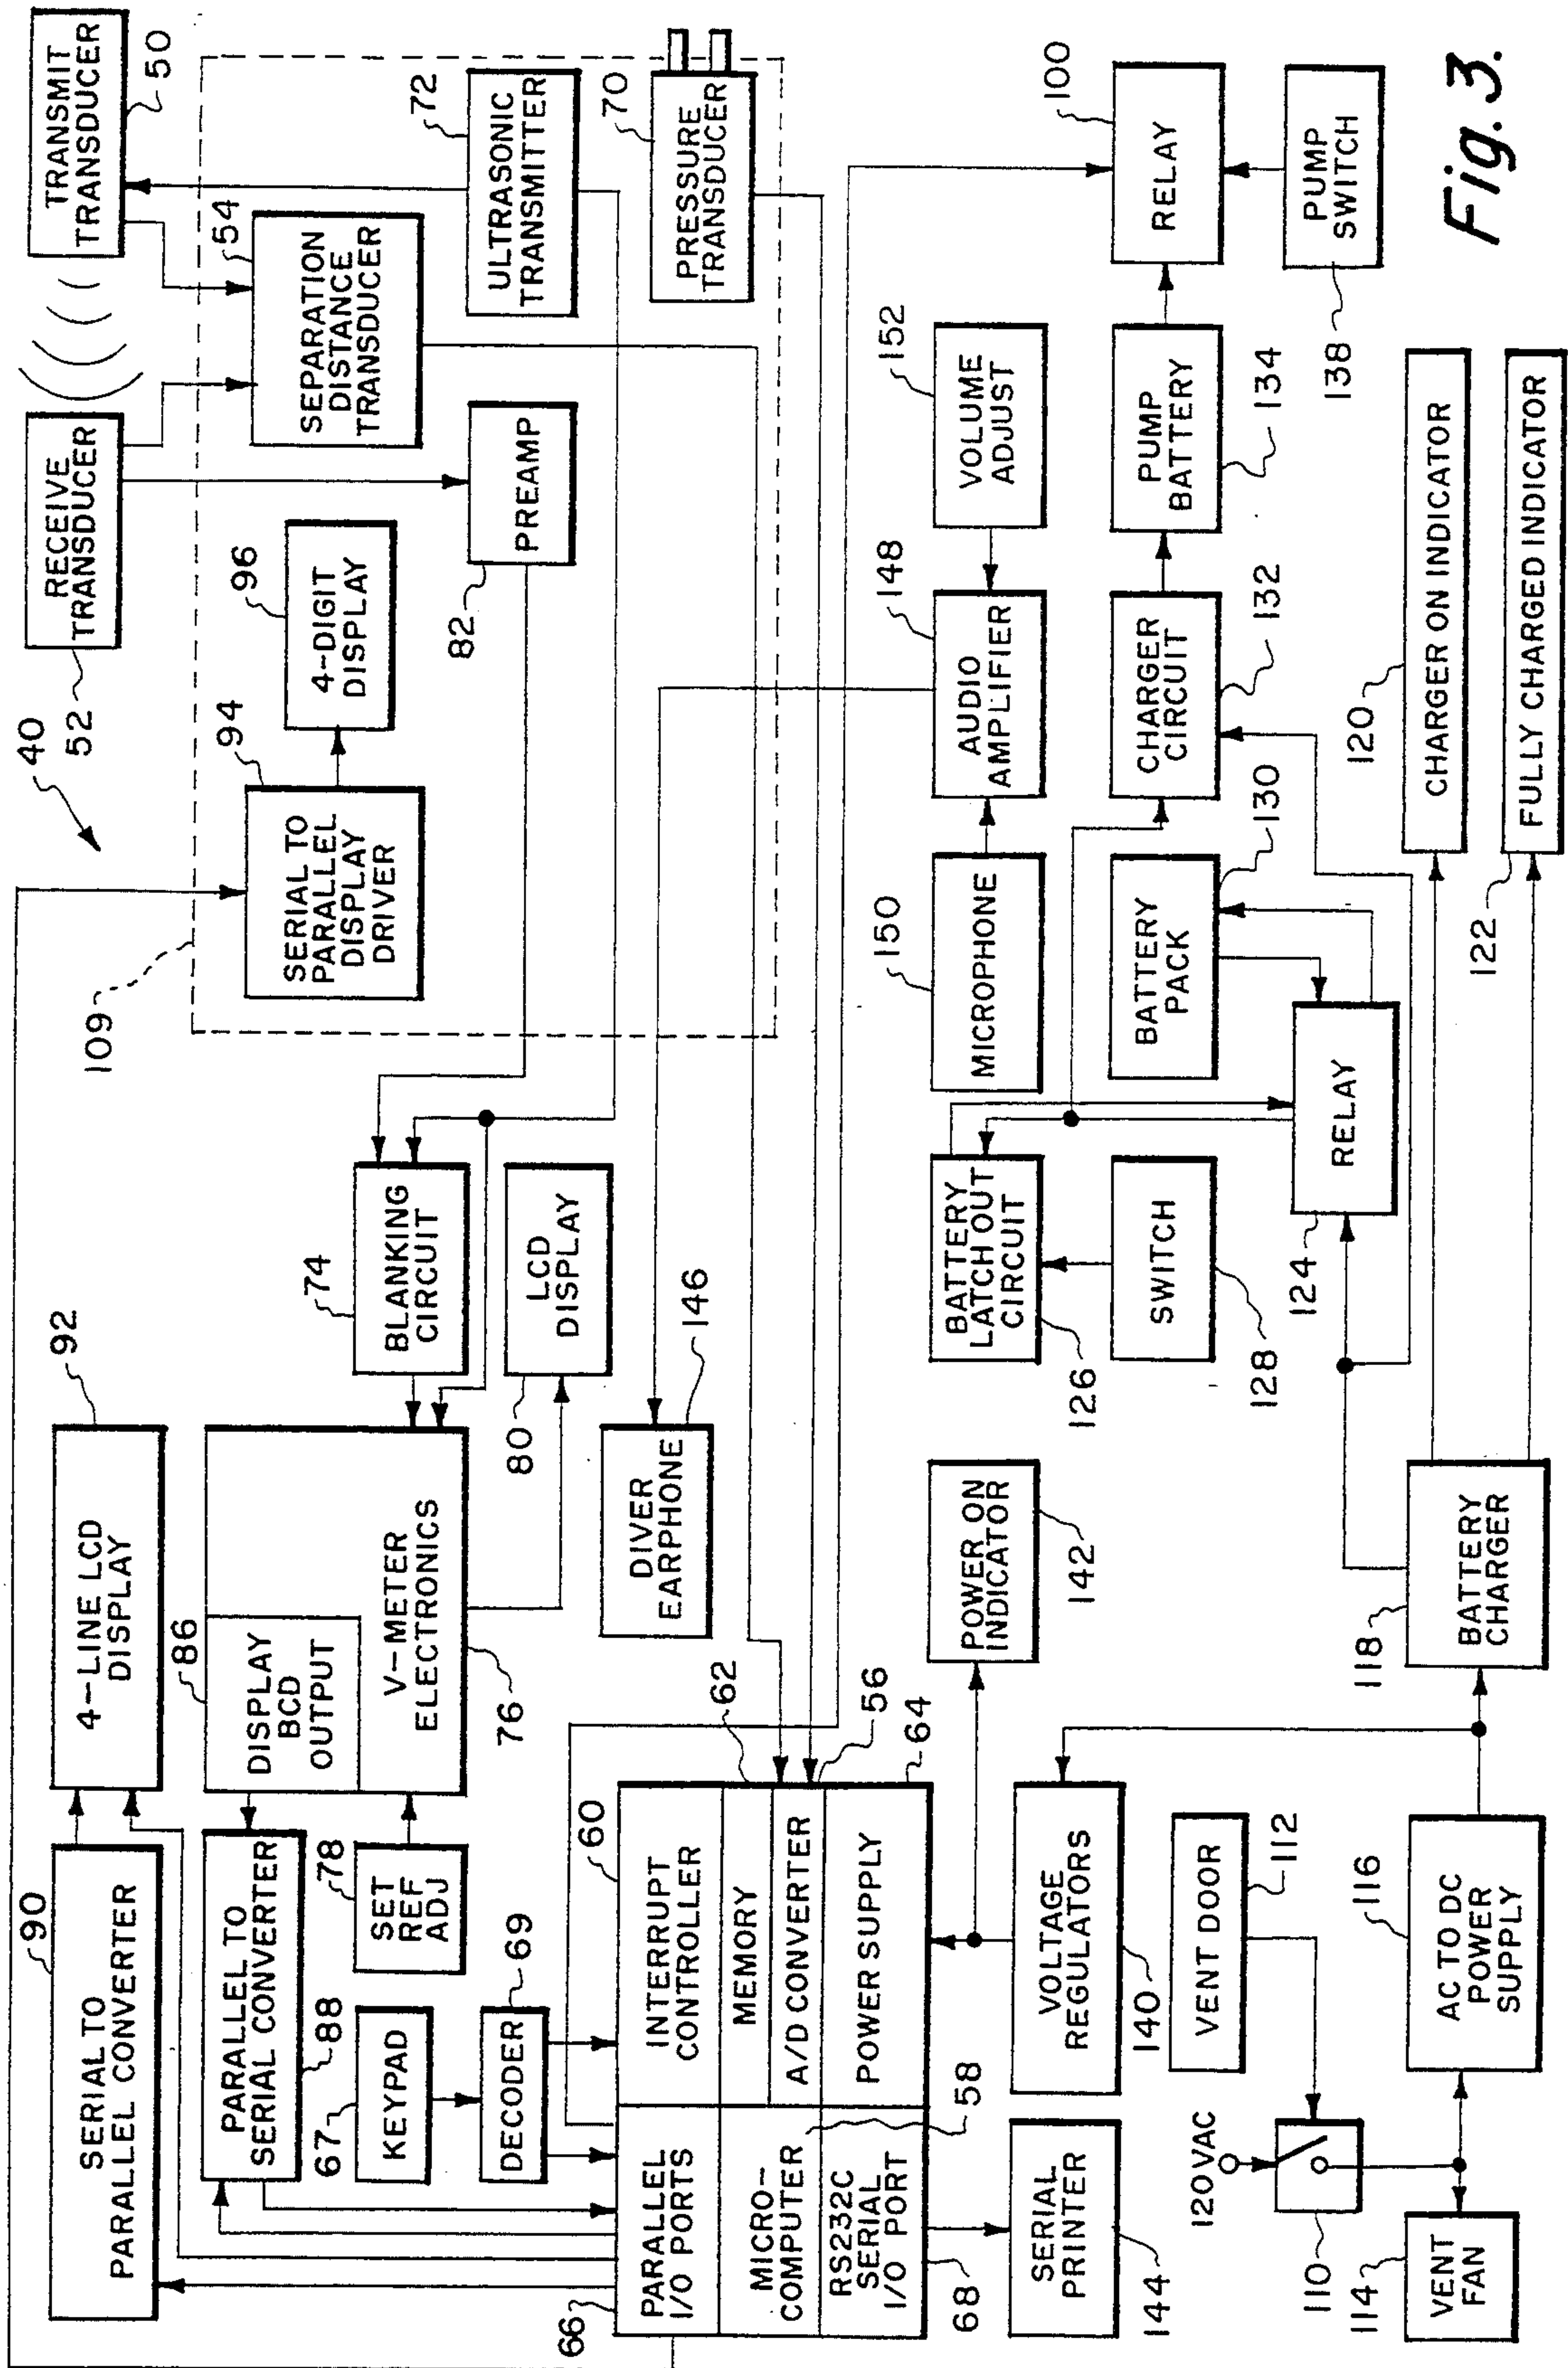 40
RECEIVE
TRANSDUCER
52
TRANSMIT
TRANSDUCER
50
90
SERIAL TO
PARALLEL CONVERTER
92
4-LINE LCD
DISPLAY
109
94
SERIAL TO
PARALLEL
DISPLAY
DRIVER
96
4-DIGIT
DISPLAY
54
SEPARATION
DISTANCE
TRANSDUCER
PARALLEL TO
SERIAL CONVERTER
88
86
DISPLAY
BCD
OUTPUT
V-METER
ELECTRONICS
76
78
SET
REF
ADJ
74
BLANKING
CIRCUIT
82
PREAMP
72
ULTRASONIC
TRANSMITTER
67
KEYPAD
69
DECODER
80
LCD
DISPLAY
70
PRESSURE
TRANSDUCER
DIVER
EARPHONE
146
66
PARALLEL
I/O PORTS
60
INTERRUPT
CONTROLLER
62
MEMORY
MICRO-
COMPUTER
58
A/D CONVERTER
56
RS232C
SERIAL
I/O PORT
68
POWER SUPPLY
64
POWER ON
INDICATOR
142
BATTERY
LATCH OUT
CIRCUIT
126
150
MICROPHONE
148
AUDIO
AMPLIFIER
152
VOLUME
ADJUST
100
RELAY
SERIAL
PRINTER
144
VOLTAGE
REGULATORS
140
SWITCH
128
BATTERY
PACK
130
CHARGER
CIRCUIT
132
PUMP
BATTERY
134
PUMP
SWITCH
138
120VAC
110
VENT DOOR
112
124
RELAY
114
VENT
FAN
116
AC TO DC
POWER
SUPPLY
118
BATTERY
CHARGER
120
CHARGER ON INDICATOR
122
FULLY CHARGED INDICATOR
Fig. 3.